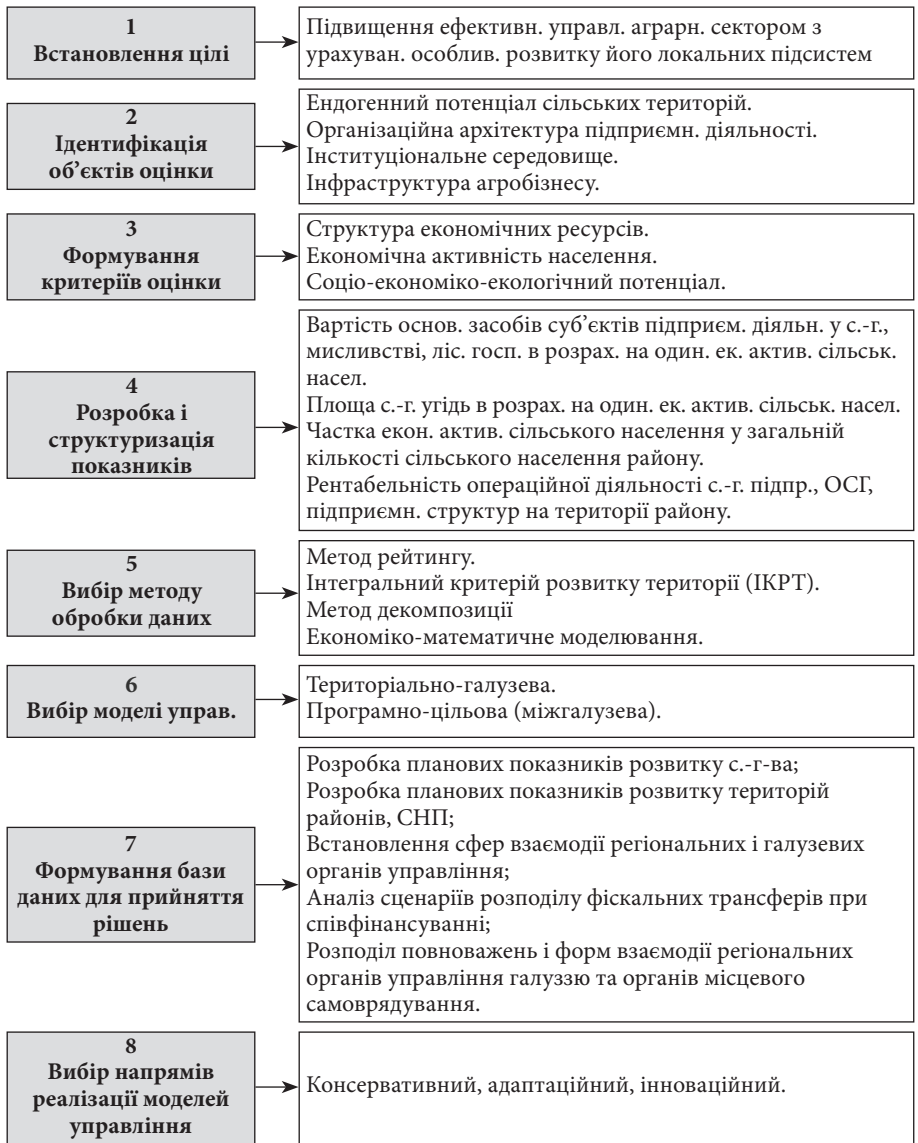 1
Встановлення цілі
Підвищення ефективн. управл. аграрн. сектором з
урахуван. особлив. розвитку його локальних підсистем
2
Ідентифікація
об’єктів оцінки
Ендогенний потенціал сільських територій.
Організаційна архітектура підприємн. діяльності.
Інституціональне середовище.
Інфраструктура агробізнесу.
3
Формування
критеріїв оцінки
Структура економічних ресурсів.
Економічна активність населення.
Соціо-економіко-екологічний потенціал.
4
Розробка і
структуризація
показників
Вартість основ. засобів суб’єктів підприєм. діяльн. у с.-г.,
мисливстві, ліс. госп. в розрах. на один. ек. актив. сільськ.
насел.
Площа с.-г. угідь в розрах. на один. ек. актив. сільськ. насел.
Частка екон. актив. сільського населення у загальній
кількості сільського населення району.
Рентабельність операційної діяльності с.-г. підпр., ОСГ,
підприємн. структур на території району.
5
Вибір методу
обробки даних
Метод рейтингу.
Інтегральний критерій розвитку території (ІКРТ).
Метод декомпозиції
Економіко-математичне моделювання.
6
Вибір моделі управ.
Територіально-галузева.
Програмно-цільова (міжгалузева).
7
Формування бази
даних для прийняття
рішень
Розробка планових показників розвитку с.-г-ва;
Розробка планових показників розвитку територій
районів, СНП;
Встановлення сфер взаємодії регіональних і галузевих
органів управління;
Аналіз сценаріїв розподілу фіскальних трансферів при
співфінансуванні;
Розподіл повноважень і форм взаємодії регіональних
органів управління галуззю та органів місцевого
самоврядування.
8
Вибір напрямів
реалізації моделей
управління
Консервативний, адаптаційний, інноваційний.